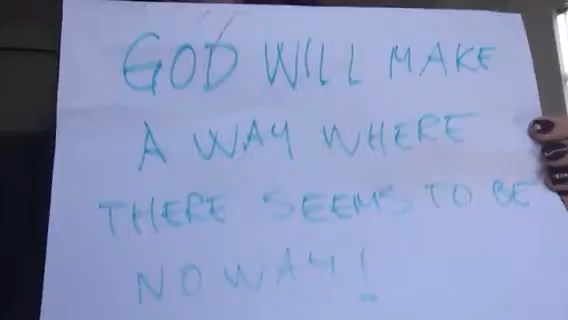 GOD WILL MAKE
A WAY WHERE
THERE SEEMS TO BE
NO WAY!